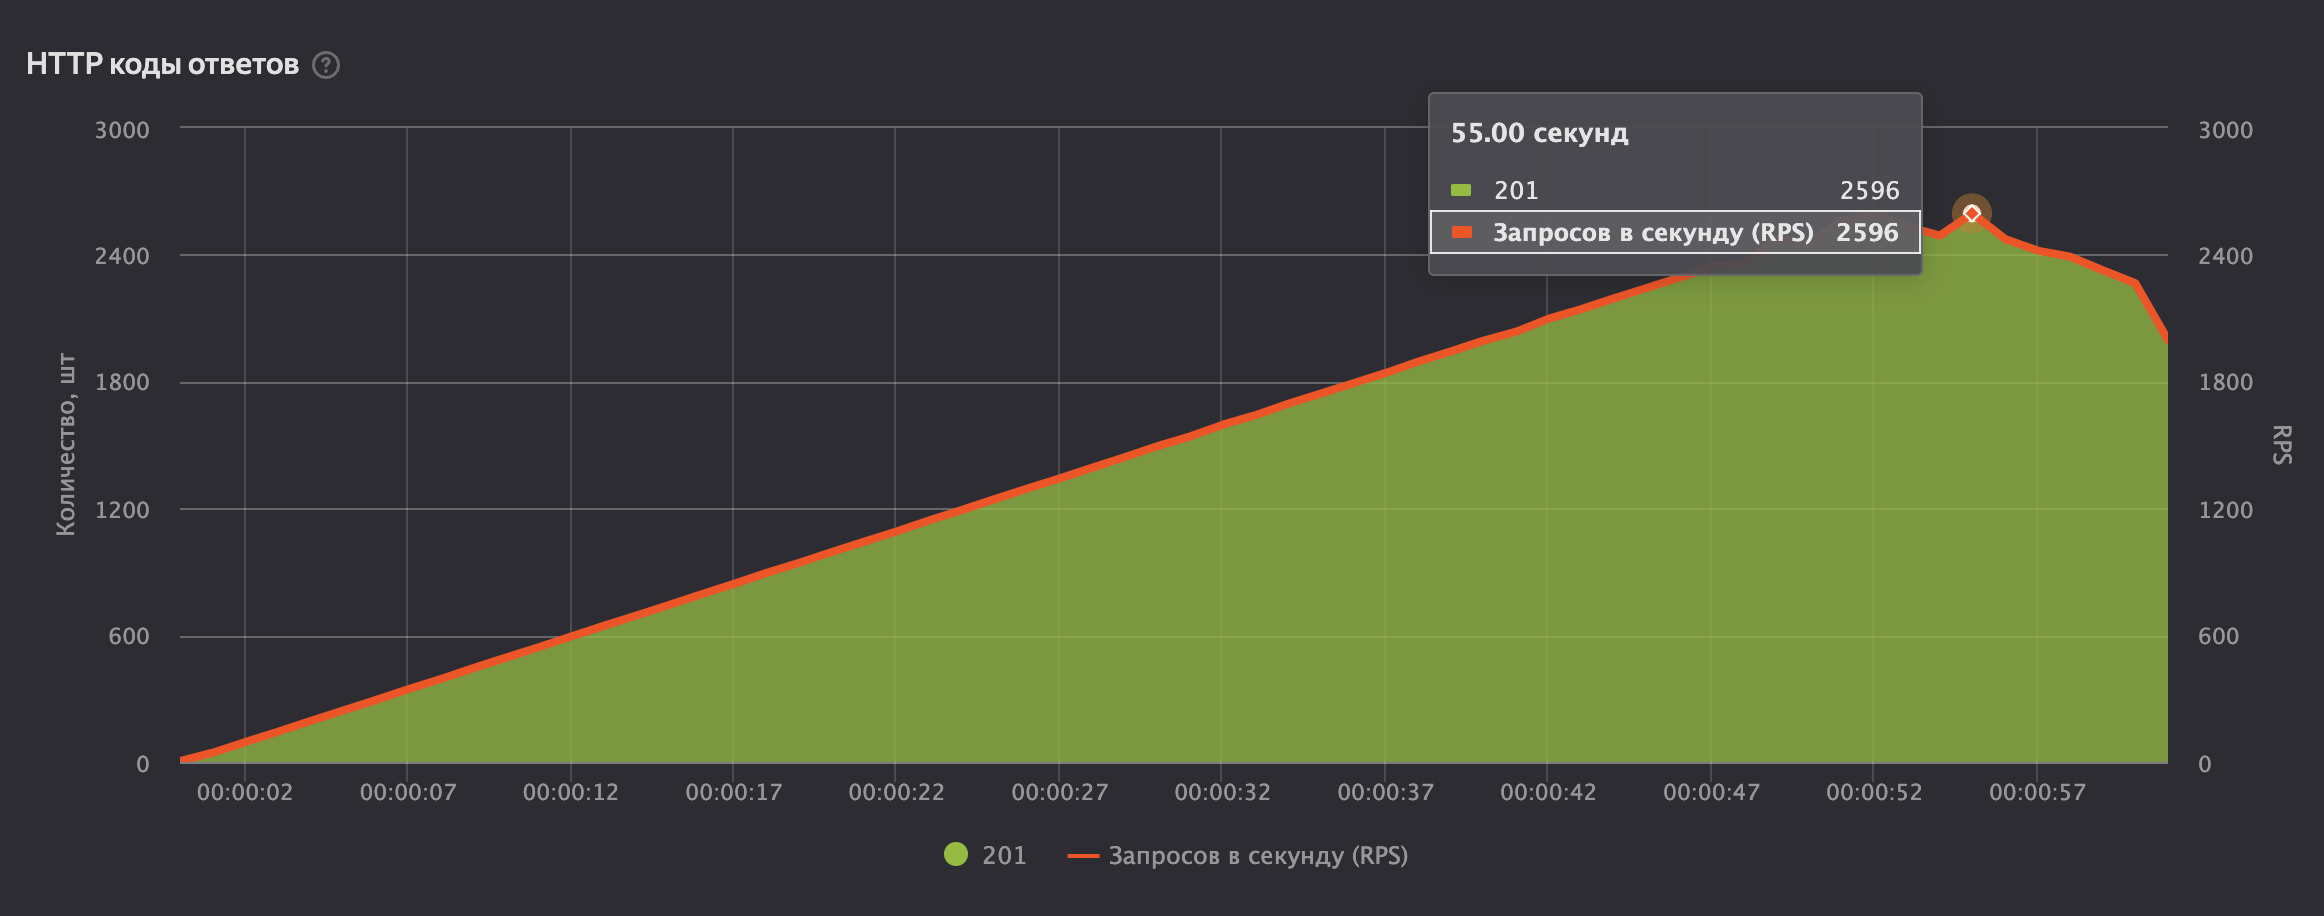 HTTP коды ответов ?
55.00 секунд
201 2596
Запросов в секунду (RPS) 2596
3000 3000
2400 2400
1800 1800
1200 1200
600 600
0 0
Количество, шт
RPS
00:00:02 00:00:07 00:00:12 00:00:17 00:00:22 00:00:27 00:00:32 00:00:37 00:00:42 00:00:47 00:00:52 00:00:57
201 Запросов в секунду (RPS)